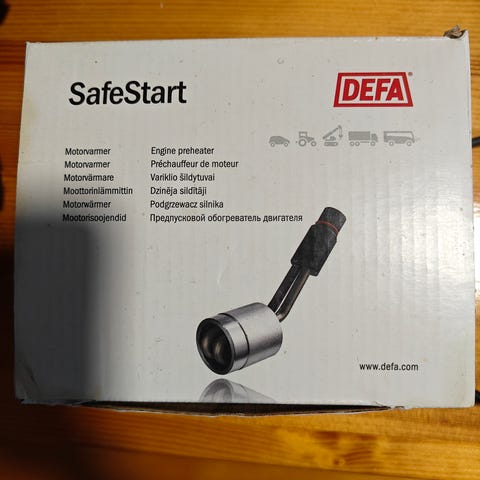 SafeStart
DEFA
Motorvarmer
Motorvarmer
Motorvärmare
Moottorinlämmittin
Motorwärmer
Mootorisoojendid
Engine preheater
Préchauffeur de moteur
Variklio šildytuvai
Dzinēja sildītāji
Podgrzewacz silnika
Предпусковой обогреватель двигателя
www.defa.com